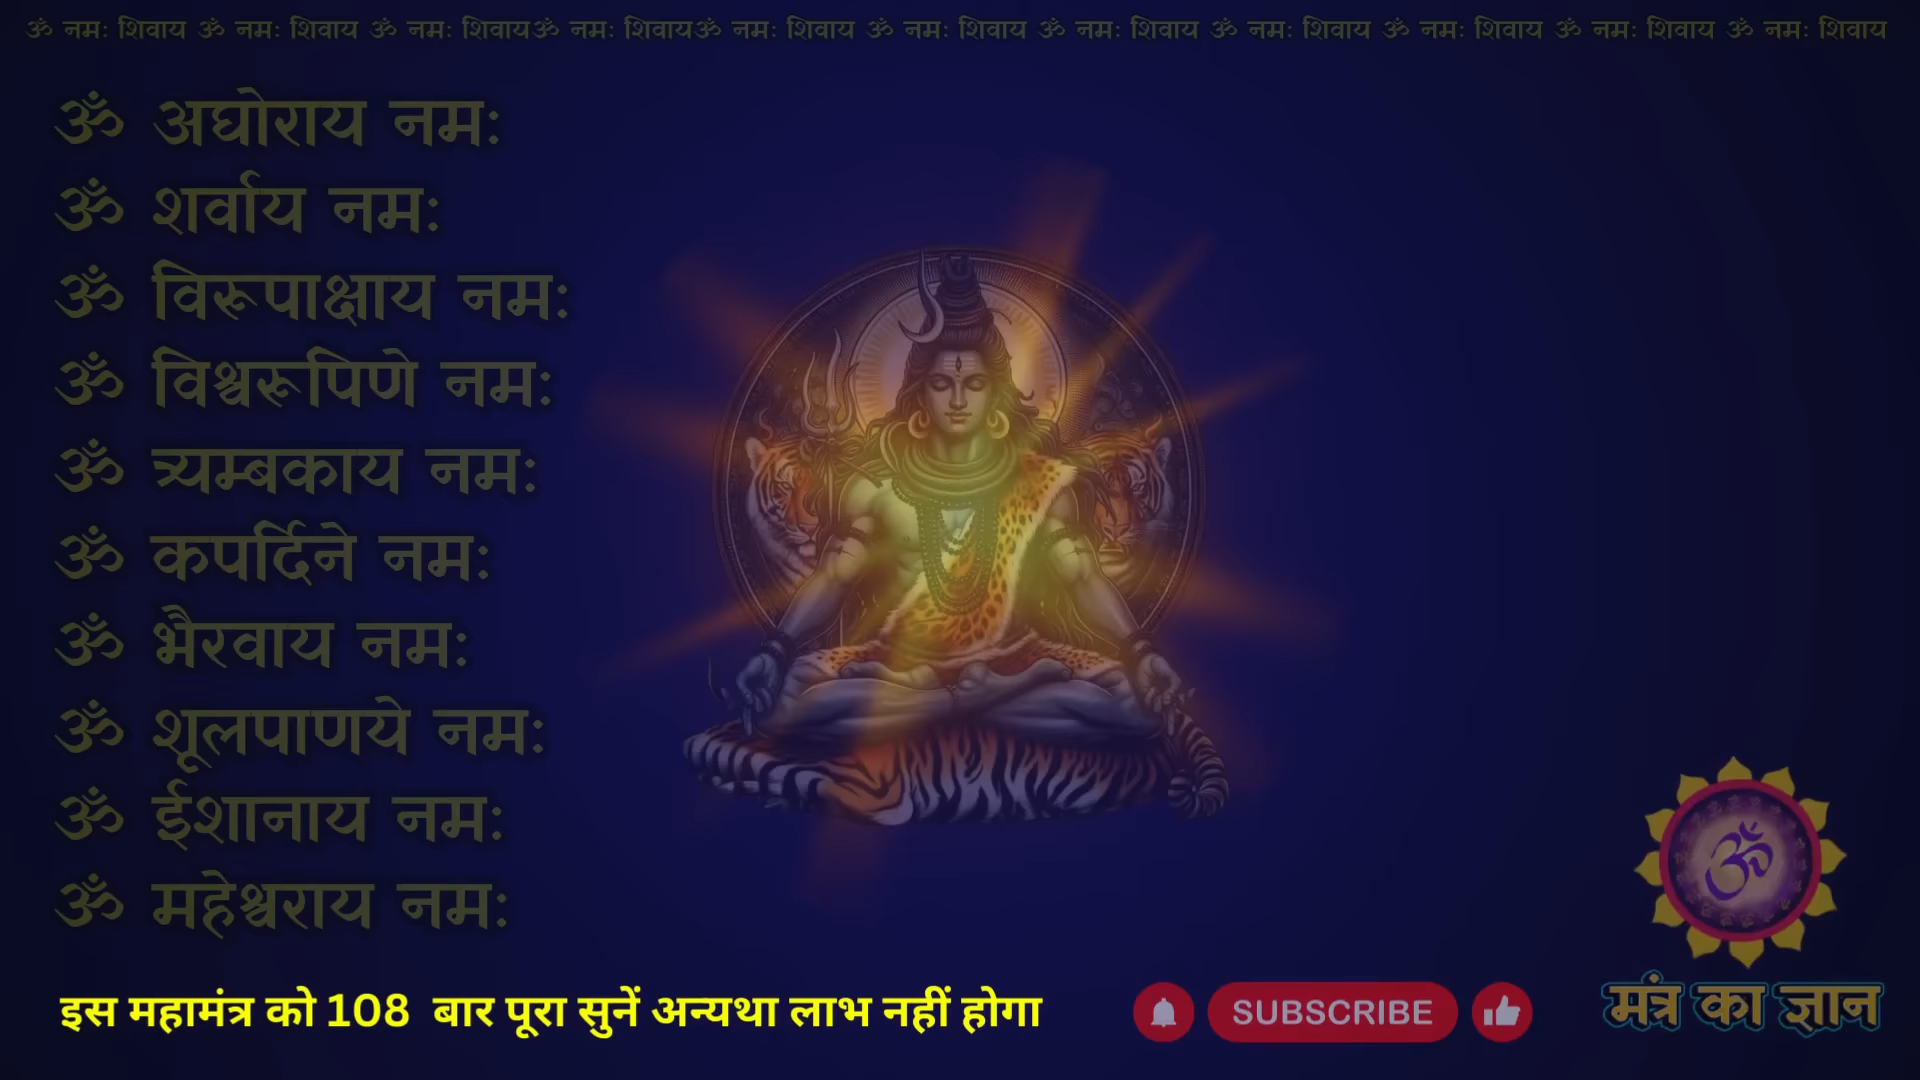 ॐ नमः शिवाय ॐ नमः शिवाय ॐ नमः शिवायॐ नमः शिवायॐ नमः शिवाय ॐ नमः शिवाय ॐ नमः शिवाय ॐ नमः शिवाय ॐ नमः शिवाय ॐ नमः शिवाय ॐ नमः शिवाय
ॐ अघोराय नमः
ॐ शर्वाय नमः
ॐ विरूपाक्षाय नमः
ॐ विश्वरूपिणे नमः
ॐ त्र्यम्बकाय नमः
ॐ कपर्दिने नमः
ॐ भैरवाय नमः
ॐ शूलपाणये नमः
ॐ ईशानाय नमः
ॐ महेश्वराय नमः
इस महामंत्र को 108 बार पूरा सुनें अन्यथा लाभ नहीं होगा
SUBSCRIBE
ॐ
मंत्र का ज्ञान